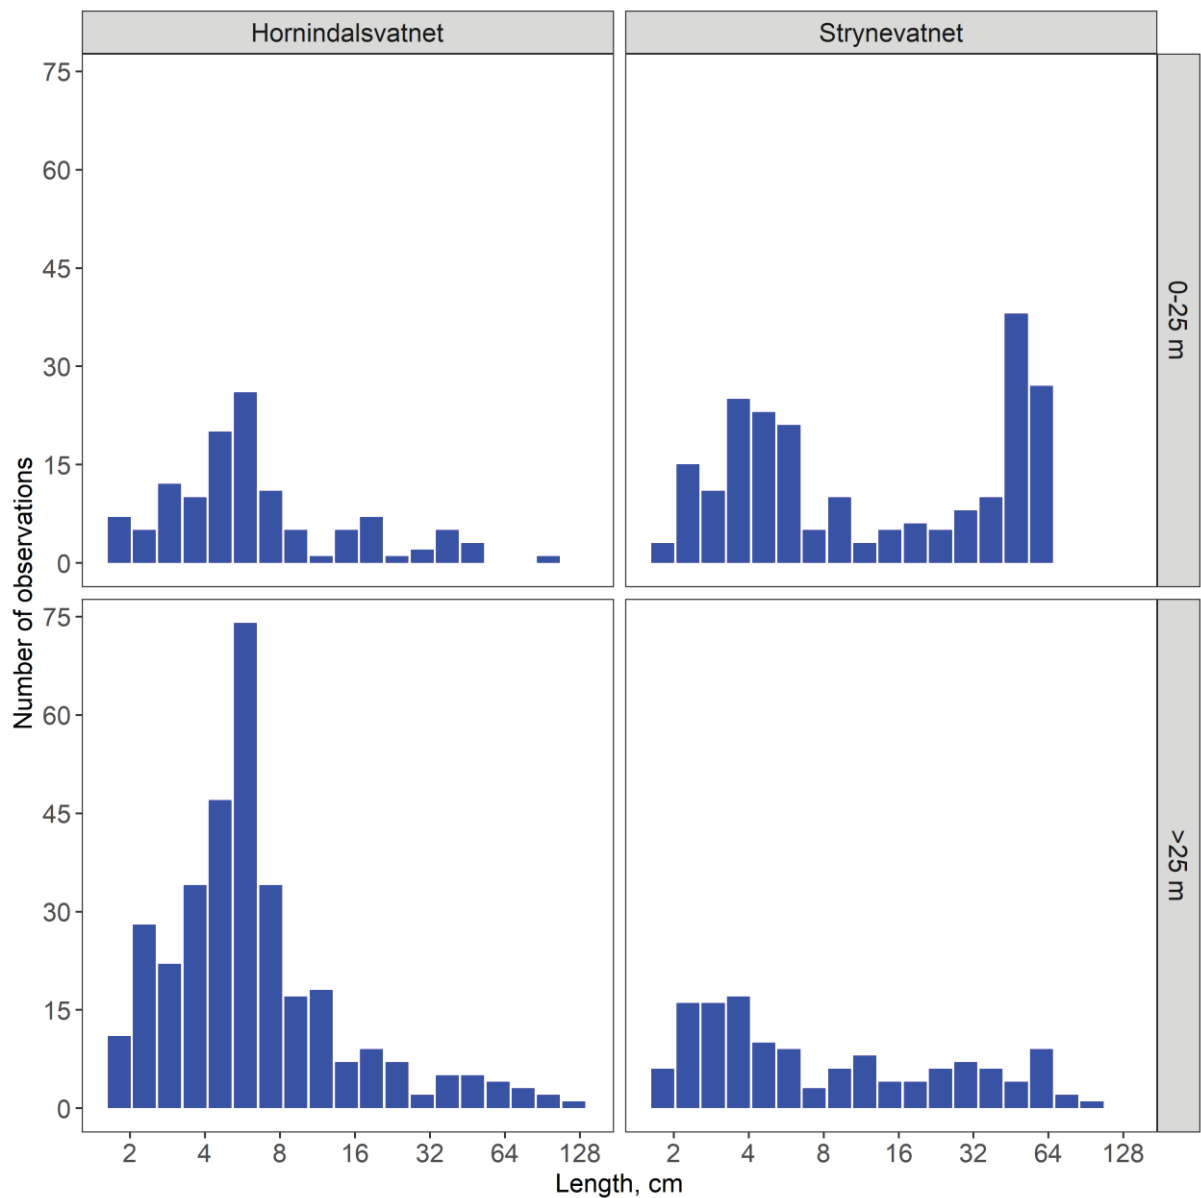 Hornindalsvatnet
Strynevatnet
75
60
45
30
15
0
0-25 m
Number of observations
75
60
45
30
15
0
>25 m
2 4 8 16 32 64 128
2 4 8 16 32 64 128
Length, cm